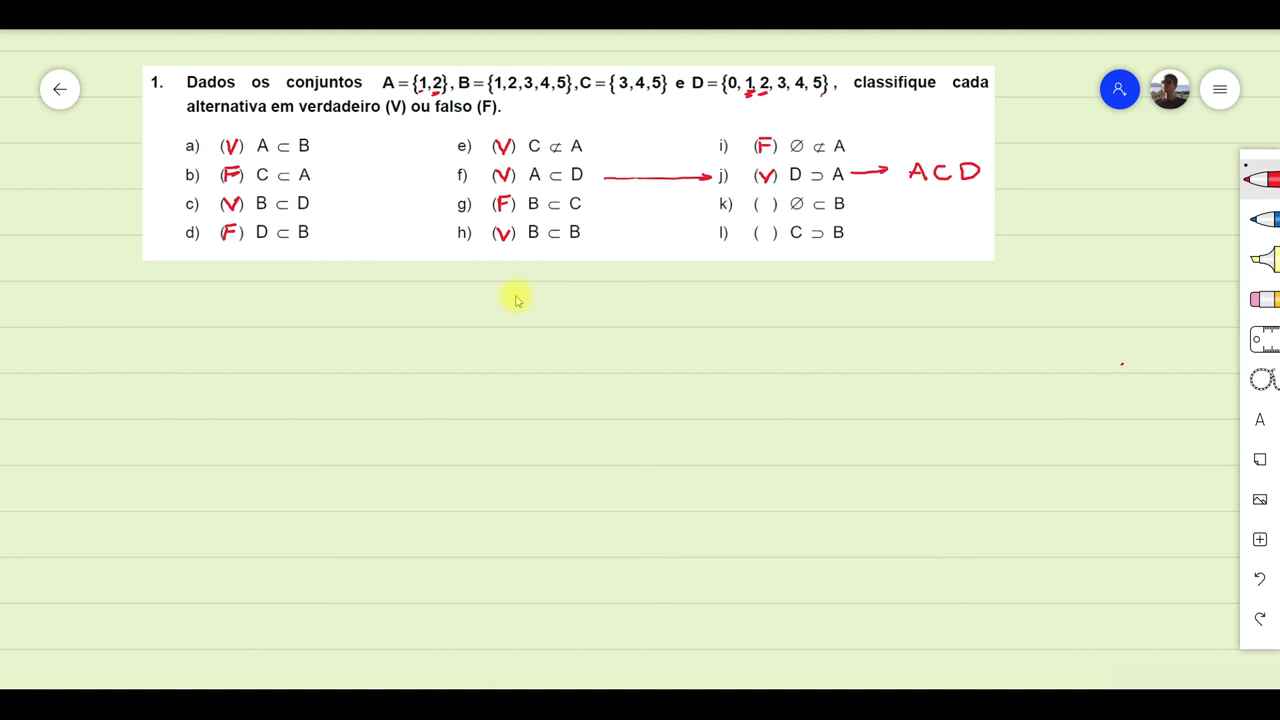 1. Dados os conjuntos A = {1,2}, B = {1,2,3,4,5}, C = { 3,4,5} e D = {0, 1, 2, 3, 4, 5} , classifique cada
alternativa em verdadeiro (V) ou falso (F).
a) (V) A ⊂ B e) (V) C ⊄ A i) (F) ∅ ⊄ A
b) (F) C ⊂ A f) (V) A ⊂ D → j) (V) D ⊃ A → A ⊂ D
c) (V) B ⊂ D g) (F) B ⊂ C k) ( ) ∅ ⊂ B
d) (F) D ⊂ B h) (V) B ⊂ B l) ( ) C ⊃ B
A